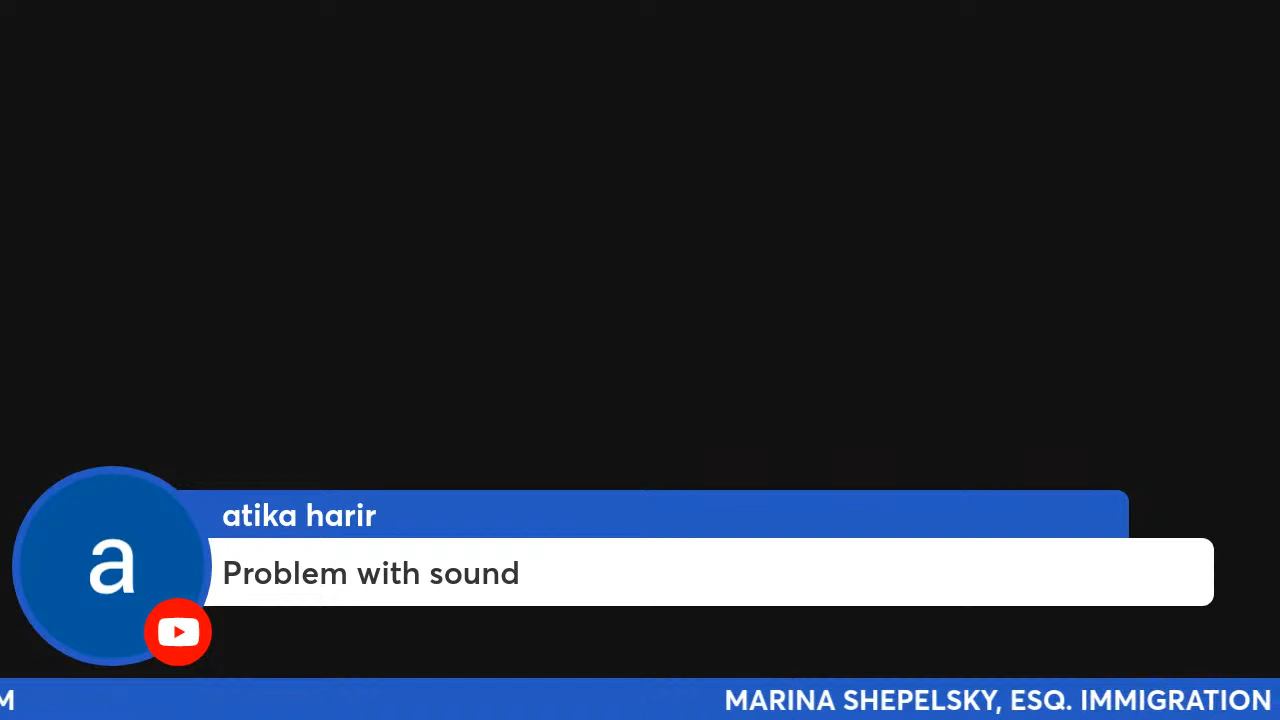 atika harir
a
Problem with sound
M
MARINA SHEPELSKY, ESQ. IMMIGRATION